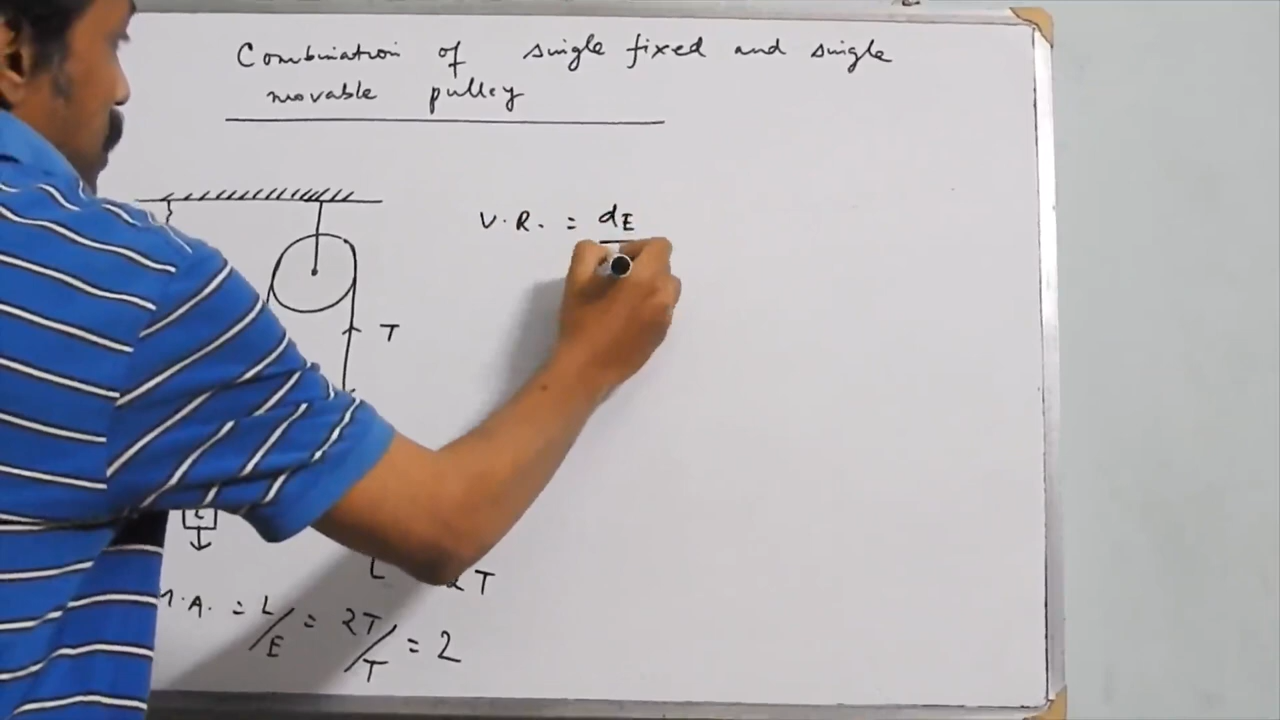 Combination of single fixed and single
movable pulley
V.R. = dE
T
L
L 2T
M.A. = L/E = 2T/T = 2